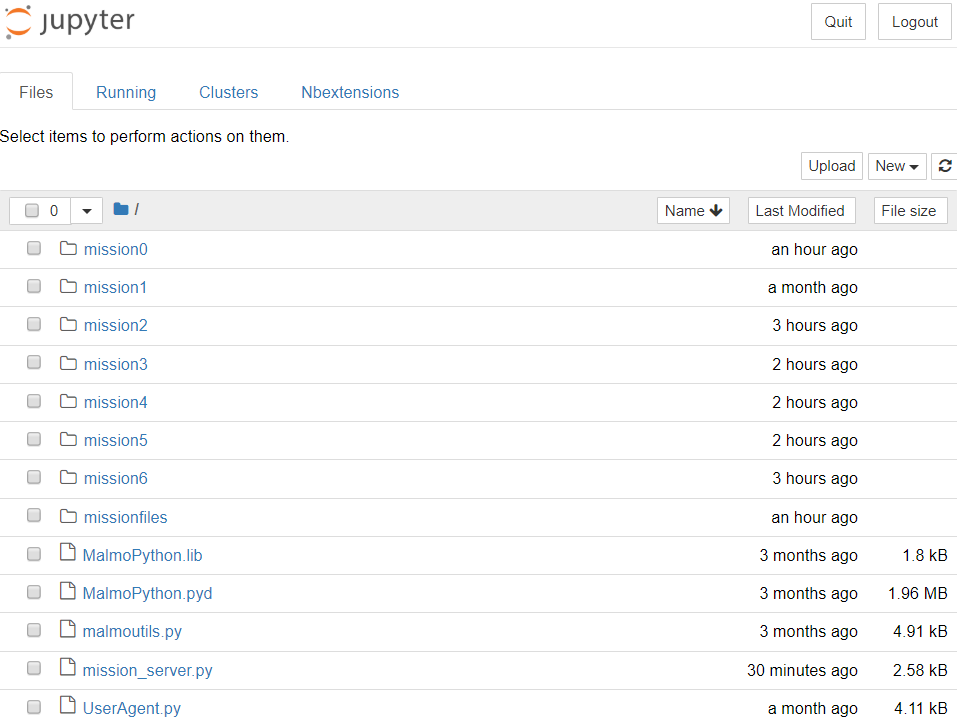 jupyter Quit Logout
Files Running Clusters Nbextensions
Select items to perform actions on them.
Upload New
0 / Name Last Modified File size
mission0 an hour ago
mission1 a month ago
mission2 3 hours ago
mission3 2 hours ago
mission4 2 hours ago
mission5 2 hours ago
mission6 3 hours ago
missionfiles an hour ago
MalmoPython.lib 3 months ago 1.8 kB
MalmoPython.pyd 3 months ago 1.96 MB
malmoutils.py 3 months ago 4.91 kB
mission_server.py 30 minutes ago 2.58 kB
UserAgent.py a month ago 4.11 kB